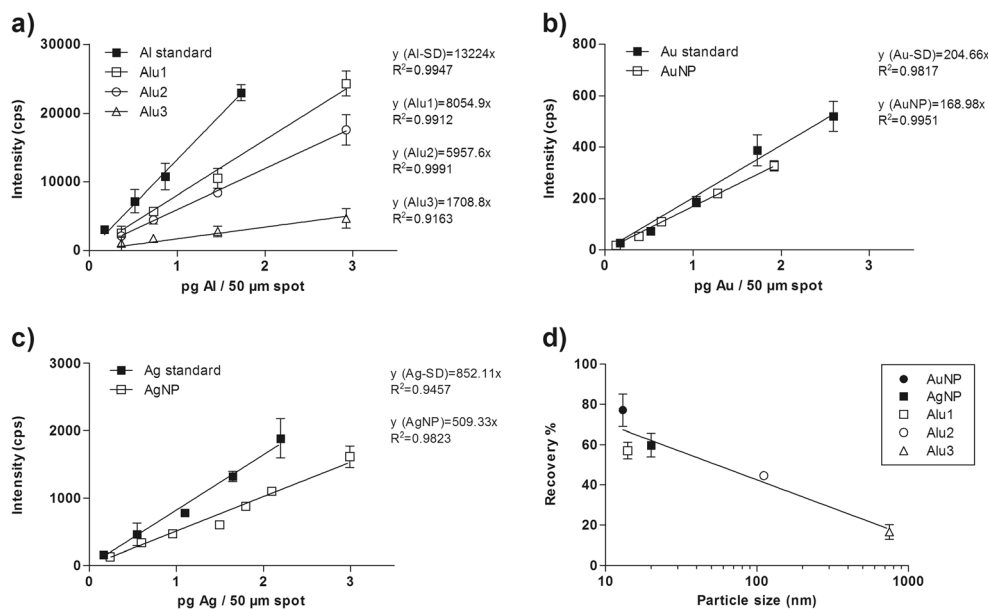 a)
30000
20000
10000
0
Intensity (cps)
0
1
2
3
pg Al / 50 µm spot
Al standard
Alu1
Alu2
Alu3
y (Al-SD)=13224x
R²=0.9947
y (Alu1)=8054.9x
R²=0.9912
y (Alu2)=5957.6x
R²=0.9991
y (Alu3)=1708.8x
R²=0.9163
b)
800
600
400
200
0
Intensity (cps)
0
1
2
3
pg Au / 50 µm spot
Au standard
AuNP
y (Au-SD)=204.66x
R²=0.9817
y (AuNP)=168.98x
R²=0.9951
c)
3000
2000
1000
0
Intensity (cps)
0
1
2
3
pg Ag / 50 µm spot
Ag standard
AgNP
y (Ag-SD)=852.11x
R²=0.9457
y (AgNP)=509.33x
R²=0.9823
d)
100
80
60
40
20
0
Recovery %
10
100
1000
Particle size (nm)
AuNP
AgNP
Alu1
Alu2
Alu3